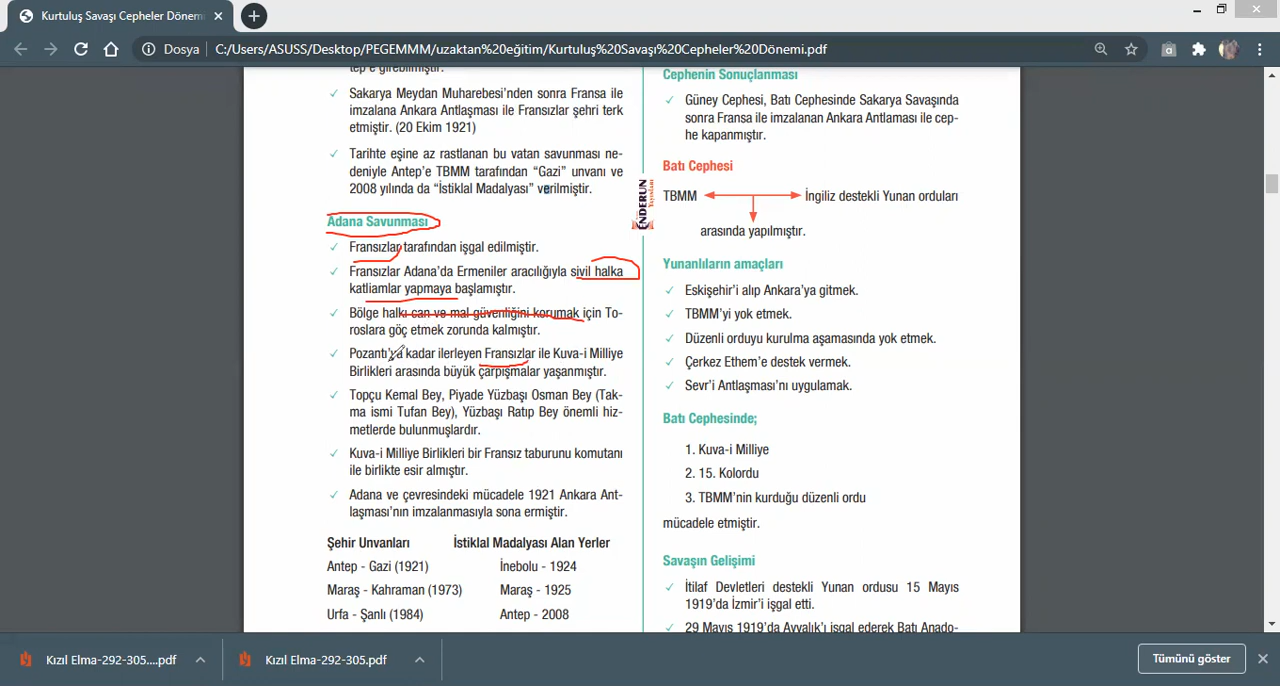 Kurtuluş Savaşı Cepheler Dönem
Dosya
C:/Users/ASUSS/Desktop/PEGEMMM/uzaktan%20eğitim/Kurtuluş%20Savaşı%20Cepheler%20Dönemi.pdf
tep'e girebilmiştir.
Sakarya Meydan Muharebesi'nden sonra Fransa ile
imzalana Ankara Antlaşması ile Fransızlar şehri terk
etmiştir. (20 Ekim 1921)
Tarihte eşine az rastlanan bu vatan savunması ne-
deniyle Antep'e TBMM tarafından “Gazi” unvanı ve
2008 yılında da “İstiklal Madalyası” verilmiştir.
Adana Savunması
Fransızlar tarafından işgal edilmiştir.
Fransızlar Adana'da Ermeniler aracılığıyla sivil halka
katliamlar yapmaya başlamıştır.
Bölge halkı can ve mal güvenliğini korumak için To-
roslara göç etmek zorunda kalmıştır.
Pozantı'ya kadar ilerleyen Fransızlar ile Kuva-i Milliye
Birlikleri arasında büyük çarpışmalar yaşanmıştır.
Topçu Kemal Bey, Piyade Yüzbaşı Osman Bey (Tak-
ma ismi Tufan Bey), Yüzbaşı Ratıp Bey önemli hiz-
metlerde bulunmuşlardır.
Kuva-i Milliye Birlikleri bir Fransız taburunu komutanı
ile birlikte esir almıştır.
Adana ve çevresindeki mücadele 1921 Ankara Ant-
laşması'nın imzalanmasıyla sona ermiştir.
Şehir Unvanları İstiklal Madalyası Alan Yerler
Antep - Gazi (1921) İnebolu - 1924
Maraş - Kahraman (1973) Maraş - 1925
Urfa - Şanlı (1984) Antep - 2008
ENDERUN
Yayınları
Cephenin Sonuçlanması
Güney Cephesi, Batı Cephesinde Sakarya Savaşında
sonra Fransa ile imzalanan Ankara Antlaması ile cep-
he kapanmıştır.
Batı Cephesi
TBMM İngiliz destekli Yunan orduları
arasında yapılmıştır.
Yunanlıların amaçları
Eskişehir'i alıp Ankara'ya gitmek.
TBMM'yi yok etmek.
Düzenli orduyu kurulma aşamasında yok etmek.
Çerkez Ethem'e destek vermek.
Sevr'i Antlaşması'nı uygulamak.
Batı Cephesinde;
1. Kuva-i Milliye
2. 15. Kolordu
3. TBMM'nin kurduğu düzenli ordu
mücadele etmiştir.
Savaşın Gelişimi
İtilaf Devletleri destekli Yunan ordusu 15 Mayıs
1919'da İzmir'i işgal etti.
29 Mayıs 1919'da Ayvalık'ı işgal ederek Batı Anado-
Kızıl Elma-292-305....pdf
Kızıl Elma-292-305.pdf
Tümünü göster